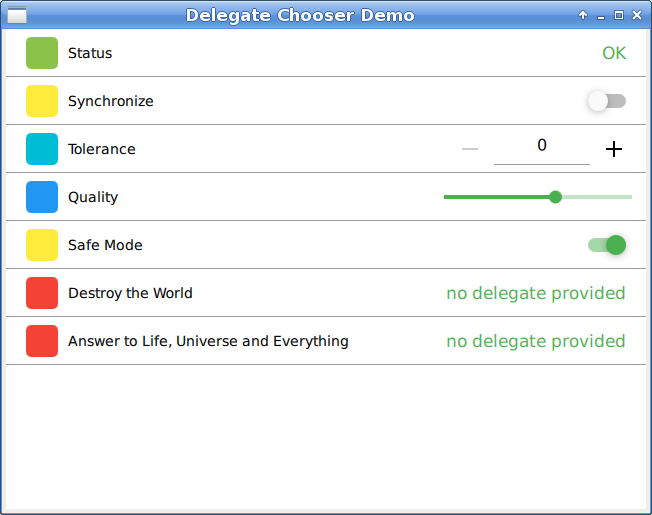 Delegate Chooser Demo
Status OK
Synchronize
Tolerance 0
Quality
Safe Mode
Destroy the World no delegate provided
Answer to Life, Universe and Everything no delegate provided